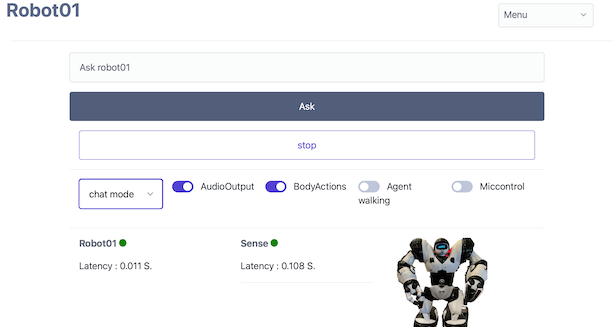 Robot01
Menu
Ask robot01
Ask
stop
chat mode
AudioOutput
BodyActions
Agent
walking
Miccontrol
Robot01
Sense
Latency : 0.011 S.
Latency : 0.108 S.